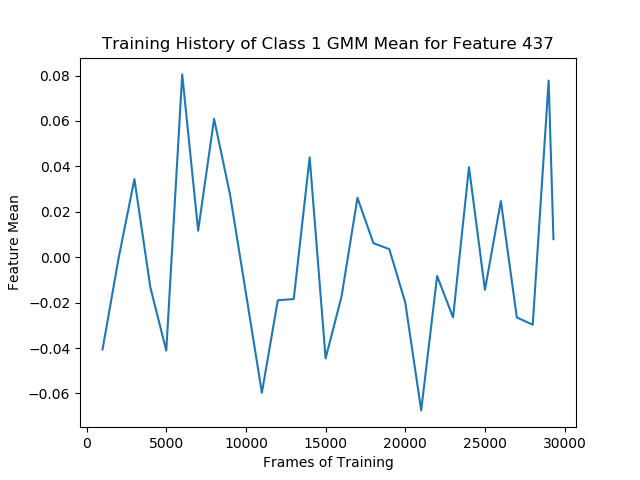 Training History of Class 1 GMM Mean for Feature 437
0.08
0.06
0.04
0.02
0.00
−0.02
−0.04
−0.06
Feature Mean
0 5000 10000 15000 20000 25000 30000
Frames of Training